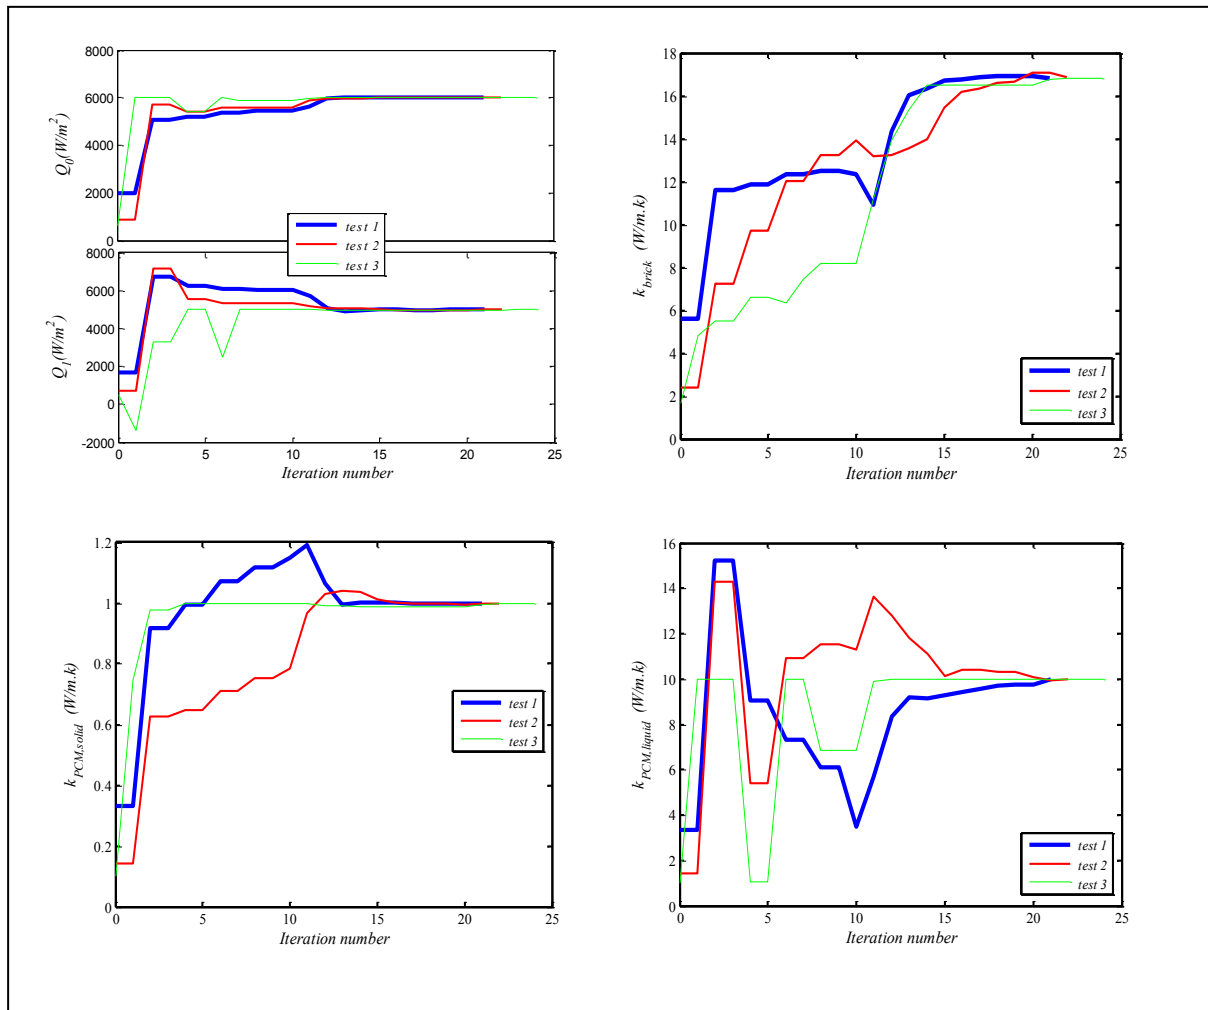 8000
6000
4000
2000
0
Q0(W/m2)
test 1
test 2
test 3
8000
6000
4000
2000
0
-2000
Q1(W/m2)
0 5 10 15 20 25
Iteration number
18
16
14
12
10
8
6
4
2
0
kbrick (W/m.k)
test 1
test 2
test 3
0 5 10 15 20 25
Iteration number
1.2
1
0.8
0.6
0.4
0.2
0
kPCM,solid (W/m.k)
test 1
test 2
test 3
0 5 10 15 20 25
Iteration number
16
14
12
10
8
6
4
2
0
kPCM,liquid (W/m.k)
test 1
test 2
test 3
0 5 10 15 20 25
Iteration number